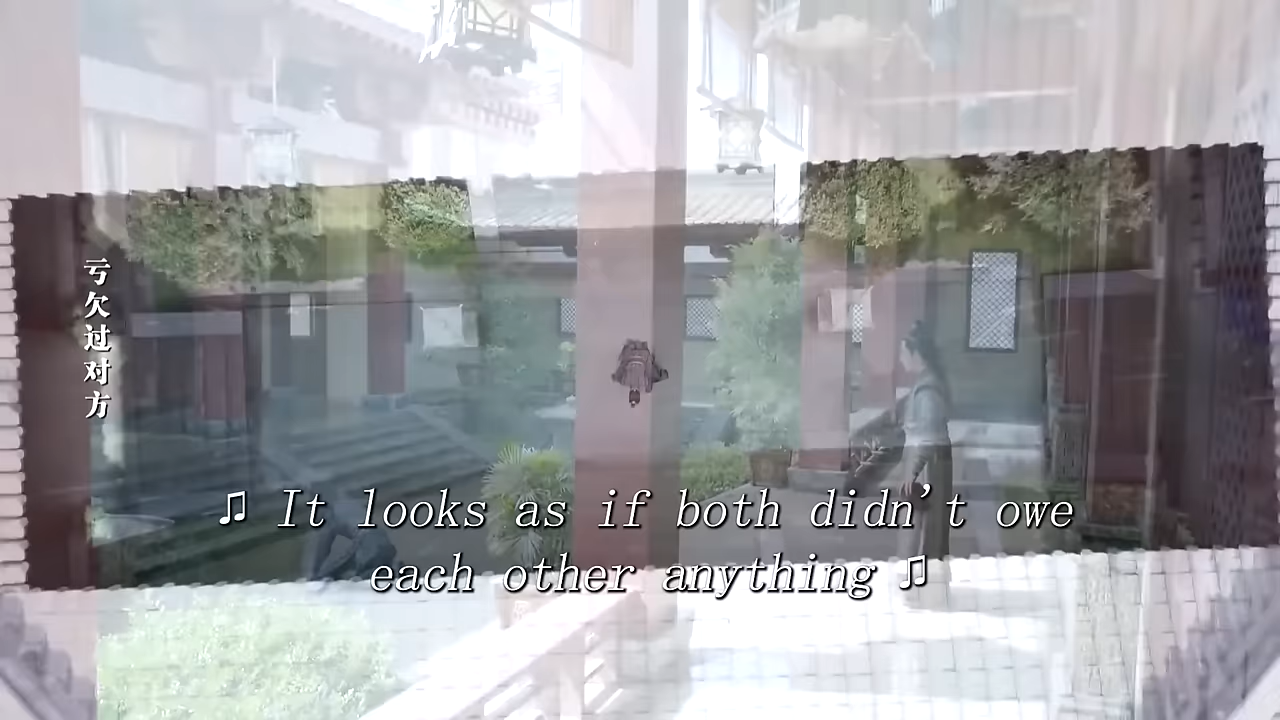 亏欠过对方
♫ It looks as if both didn't owe
each other anything ♫